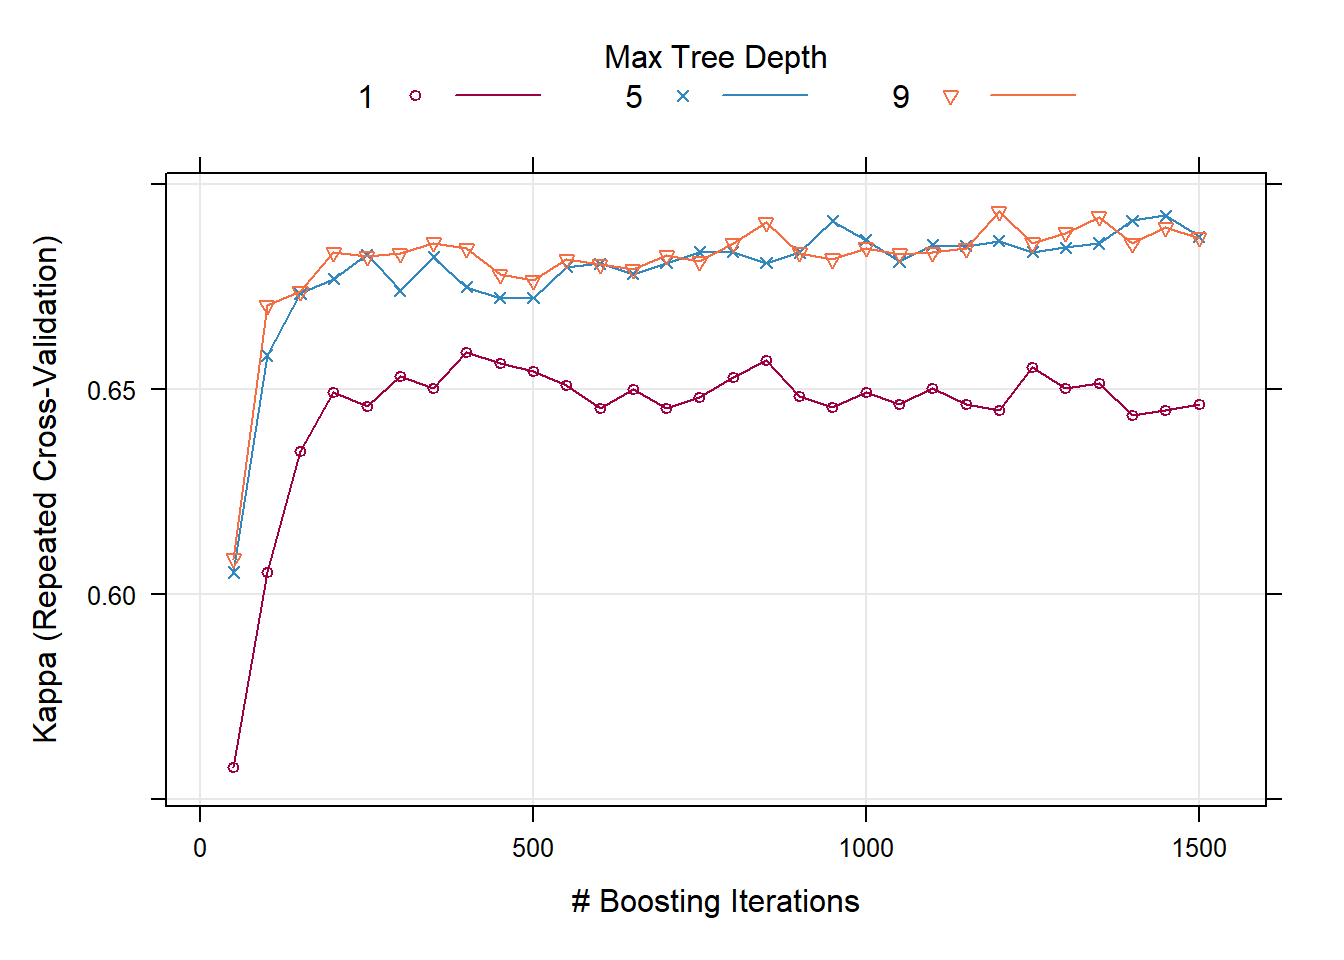 Max Tree Depth
1 5 9
Kappa (Repeated Cross-Validation)
0.65
0.60
0 500 1000 1500
# Boosting Iterations